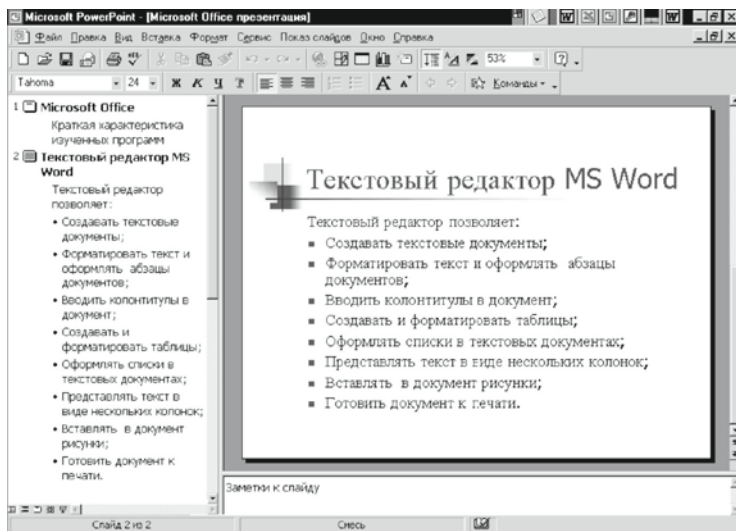 Microsoft PowerPoint - [Microsoft Office презентация]
Файл Правка Вид Вставка Формат Сервис Показ слайдов Окно Справка
53%
Tahoma 24 Ж К Ч Команды
1 Microsoft Office
Краткая характеристика
изученных программ
2 Текстовый редактор MS
Word
Текстовый редактор
позволяет:
• Создавать текстовые
документы;
• Форматировать текст и
оформлять абзацы
документов;
• Вводить колонтитулы в
документ;
• Создавать и
форматировать таблицы;
• Оформлять списки в
текстовых документах;
• Представлять текст в
виде нескольких колонок;
• Вставлять в документ
рисунки;
• Готовить документ к
печати.
Текстовый редактор MS Word
Текстовый редактор позволяет:
■ Создавать текстовые документы;
■ Форматировать текст и оформлять абзацы
документов;
■ Вводить колонтитулы в документ;
■ Создавать и форматировать таблицы;
■ Оформлять списки в текстовых документах;
■ Представлять текст в виде нескольких колонок;
■ Вставлять в документ рисунки;
■ Готовить документ к печати.
Заметки к слайду
Слайд 2 из 2 Смесь